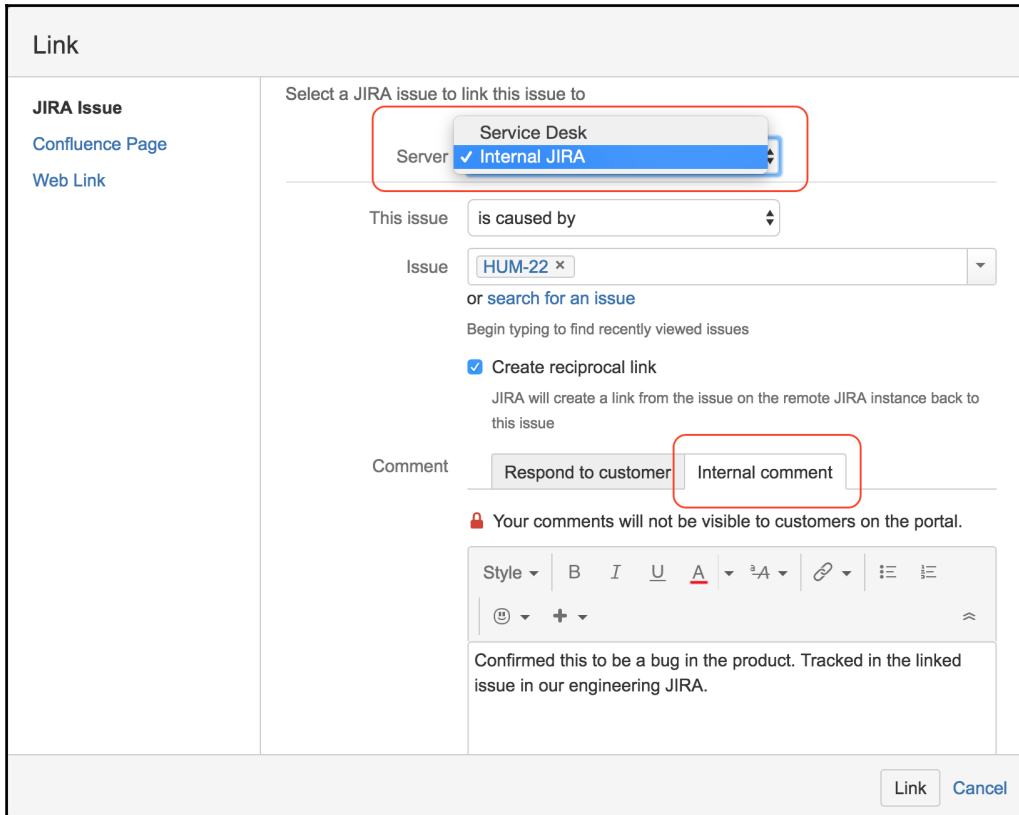 Link
JIRA Issue
Confluence Page
Web Link
Select a JIRA issue to link this issue to
Server
Service Desk
✓ Internal JIRA
This issue
is caused by
Issue
HUM-22 ×
or search for an issue
Begin typing to find recently viewed issues
Create reciprocal link
JIRA will create a link from the issue on the remote JIRA instance back to
this issue
Comment
Respond to customer
Internal comment
Your comments will not be visible to customers on the portal.
Style B I U A ªA
Confirmed this to be a bug in the product. Tracked in the linked
issue in our engineering JIRA.
Link Cancel